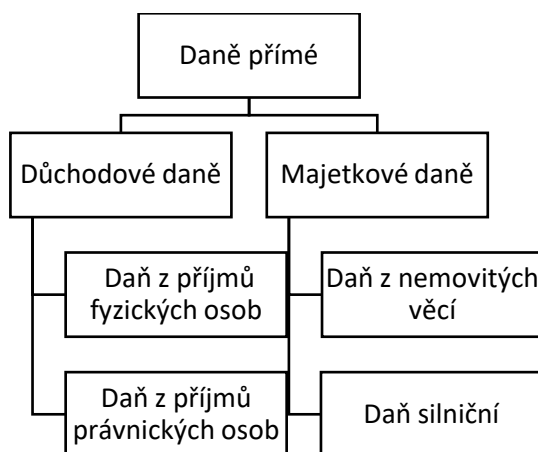 Daně přímé
Důchodové daně
Majetkové daně
Daň z příjmů
fyzických osob
Daň z nemovitých
věcí
Daň z příjmů
právnických osob
Daň silniční